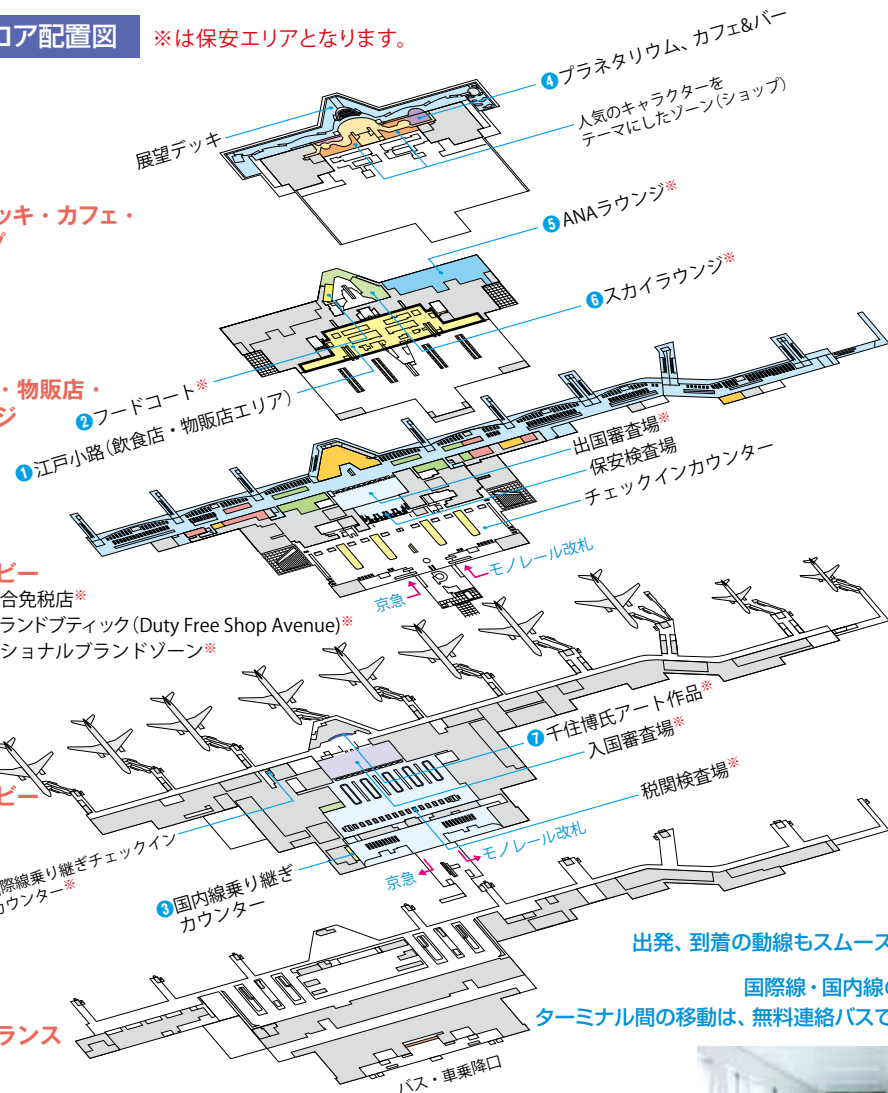 ロア配置図 ※は保安エリアとなります。
❹プラネタリウム、カフェ&バー
人気のキャラクターを
テーマにしたゾーン(ショップ)
展望デッキ
ッキ・カフェ・
プ
❺ANAラウンジ※
❻スカイラウンジ※
・物販店・
ジ
❷フードコート※
❶江戸小路(飲食店・物販店エリア)
出国審査場※
保安検査場
チェックインカウンター
モノレール改札
京急
ビー
合免税店※
ランドブティック(Duty Free Shop Avenue)※
ショナルブランドゾーン※
❼千住博氏アート作品※
入国審査場※
税関検査場※
ビー
際線乗り継ぎチェックイン
カウンター※
モノレール改札
京急
❸国内線乗り継ぎ
カウンター
出発、到着の動線もスムース
国際線・国内線の
ターミナル間の移動は、無料連絡バスで
ランス
バス・車乗降口